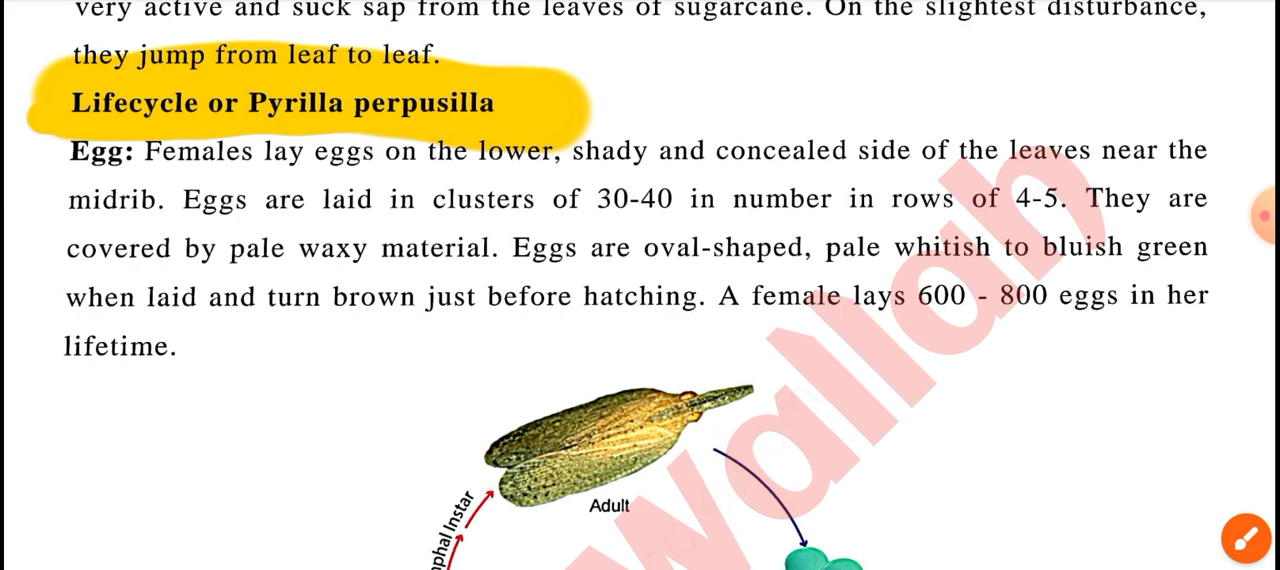 very active and suck sap from the leaves of sugarcane. On the slightest disturbance,
they jump from leaf to leaf.
Lifecycle or Pyrilla perpusilla
Egg: Females lay eggs on the lower, shady and concealed side of the leaves near the
midrib. Eggs are laid in clusters of 30-40 in number in rows of 4-5. They are
covered by pale waxy material. Eggs are oval-shaped, pale whitish to bluish green
when laid and turn brown just before hatching. A female lays 600 - 800 eggs in her
lifetime.
Adult
Instar
wallah